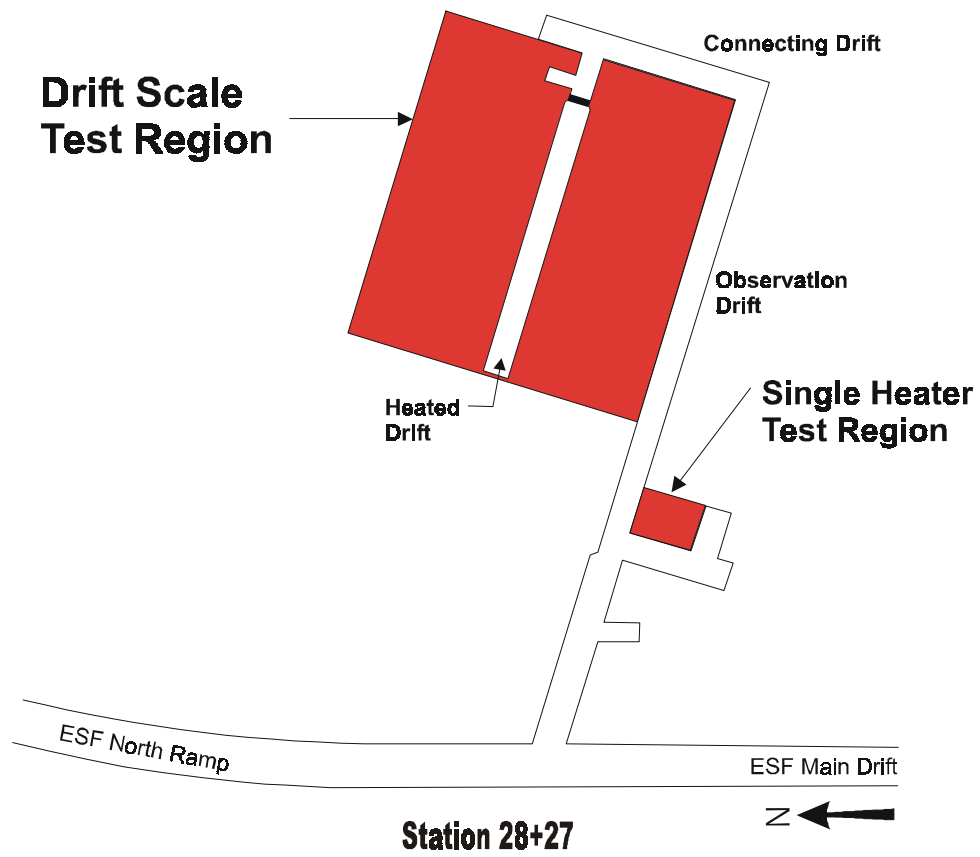 Connecting Drift
Drift Scale
Test Region
Observation
Drift
Single Heater
Test Region
Heated
Drift
ESF North Ramp
ESF Main Drift
N
Station 28+27